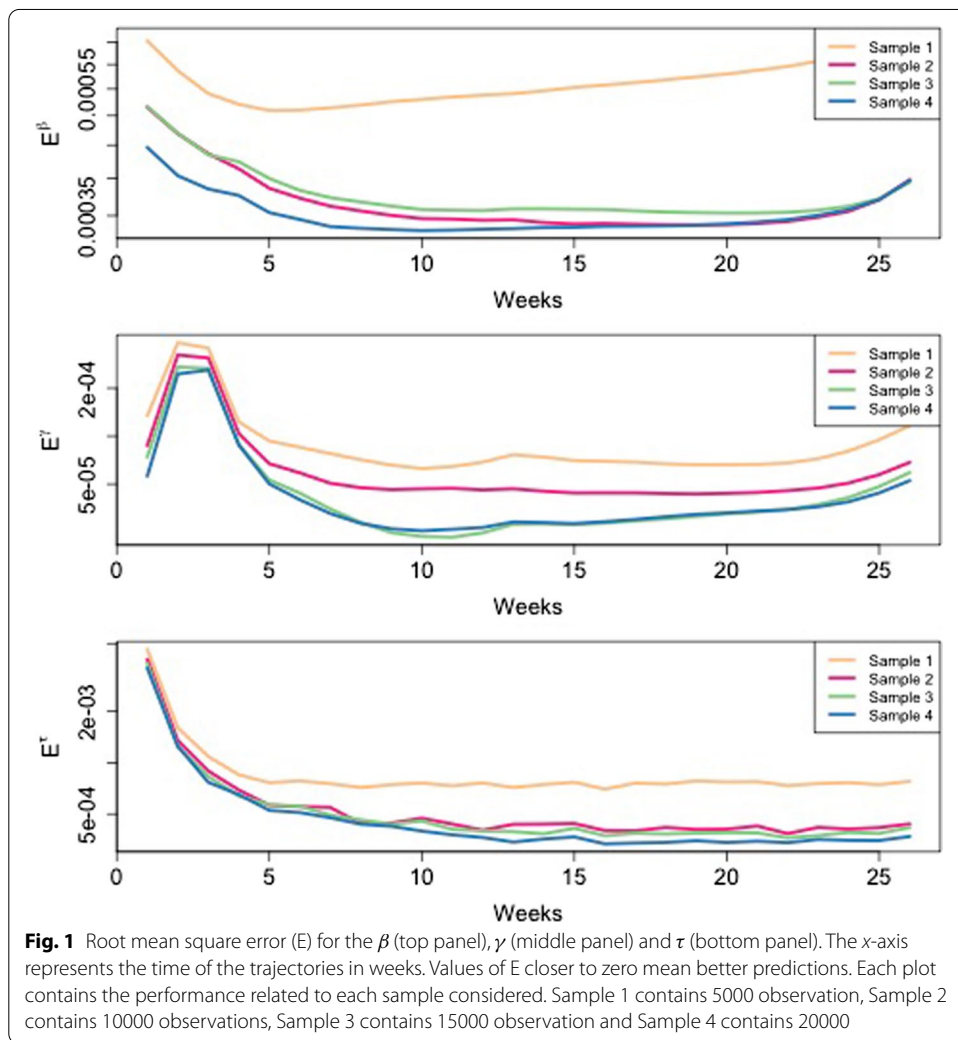 0.00055
0.00035
E^β
Sample 1
Sample 2
Sample 3
Sample 4
0 5 10 15 20 25
Weeks
2e-04
5e-05
E^γ
Sample 1
Sample 2
Sample 3
Sample 4
0 5 10 15 20 25
Weeks
2e-03
5e-04
E^τ
Sample 1
Sample 2
Sample 3
Sample 4
0 5 10 15 20 25
Weeks
Fig. 1 Root mean square error (E) for the β (top panel), γ (middle panel) and τ (bottom panel). The x-axis
represents the time of the trajectories in weeks. Values of E closer to zero mean better predictions. Each plot
contains the performance related to each sample considered. Sample 1 contains 5000 observation, Sample 2
contains 10000 observations, Sample 3 contains 15000 observation and Sample 4 contains 20000